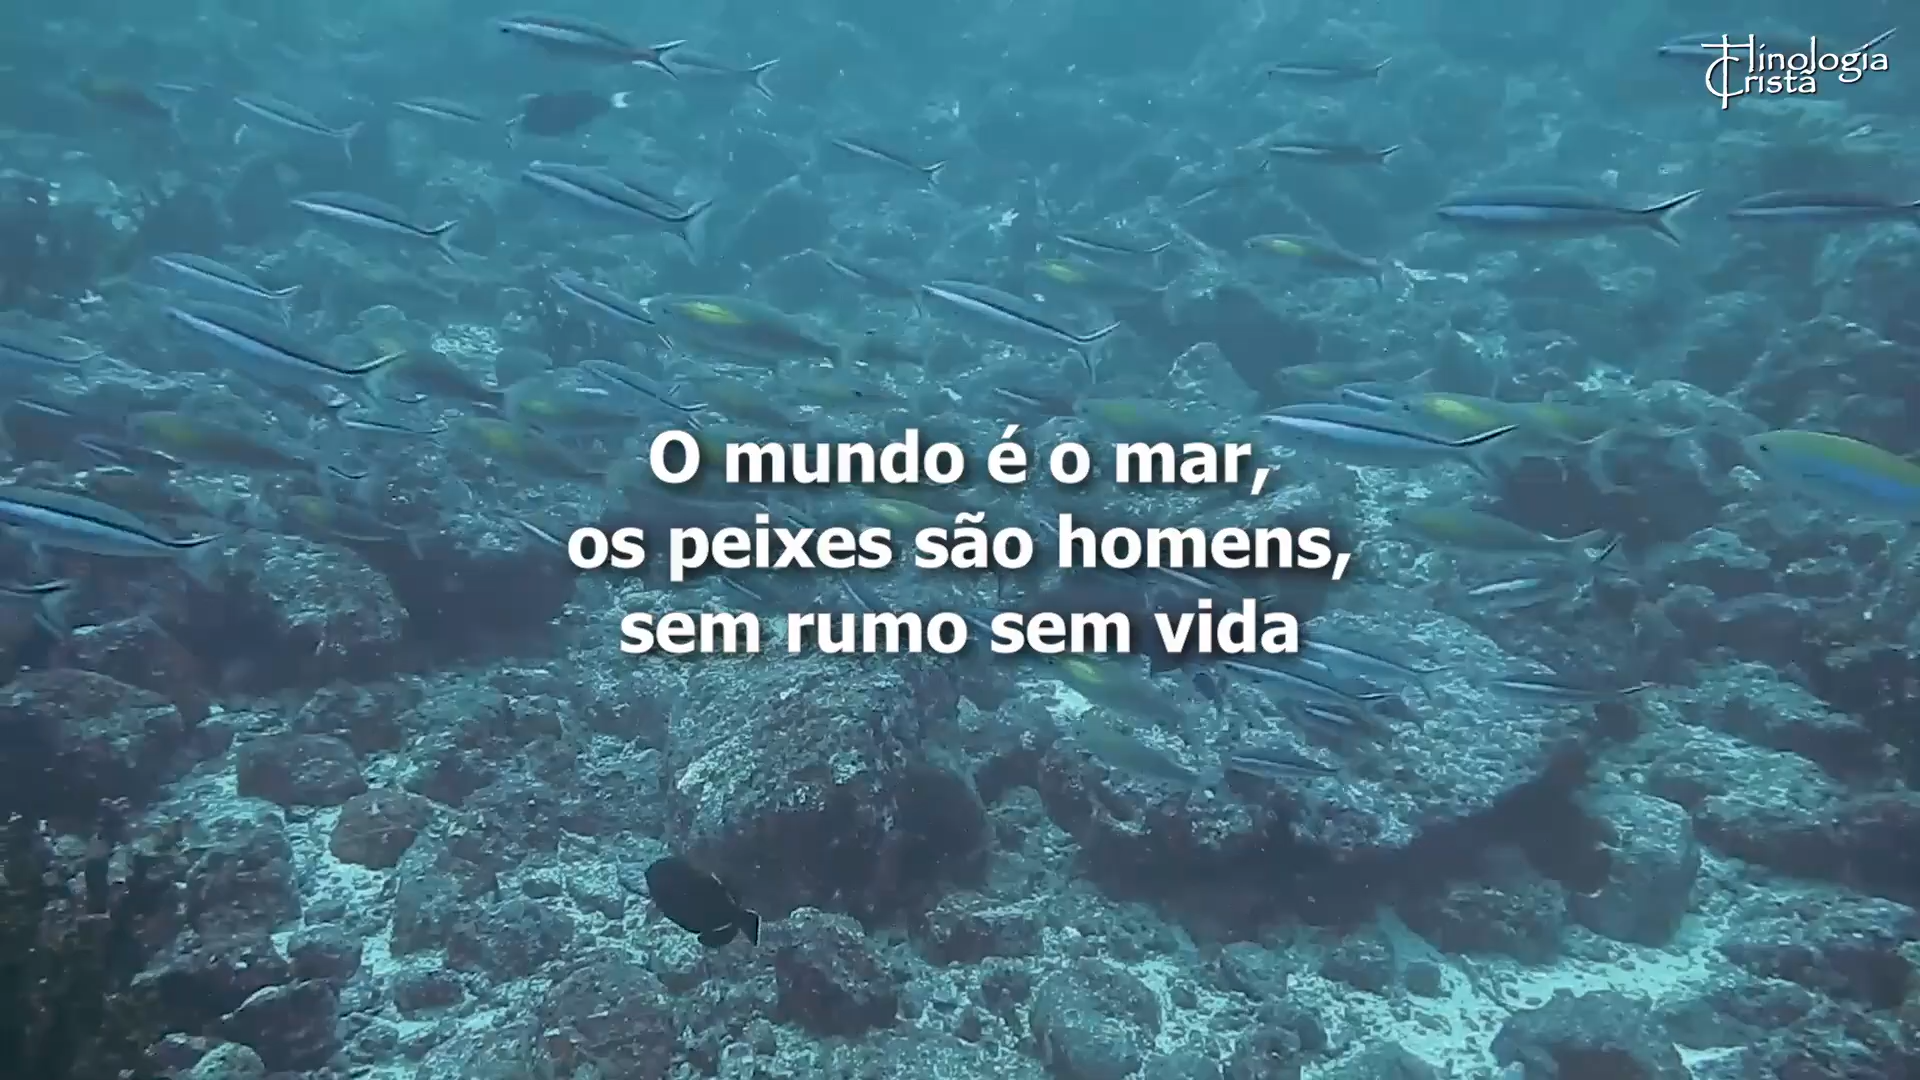 Hinologia
Cristã
O mundo é o mar,
os peixes são homens,
sem rumo sem vida